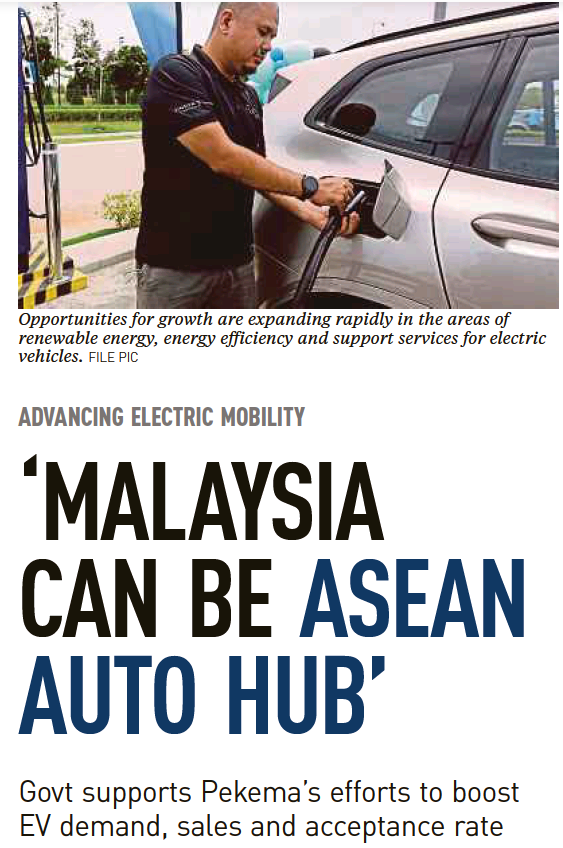 Opportunities for growth are expanding rapidly in the areas of
renewable energy, energy efficiency and support services for electric
vehicles. FILE PIC
ADVANCING ELECTRIC MOBILITY
‘MALAYSIA
CAN BE ASEAN
AUTO HUB’
Govt supports Pekema’s efforts to boost
EV demand, sales and acceptance rate